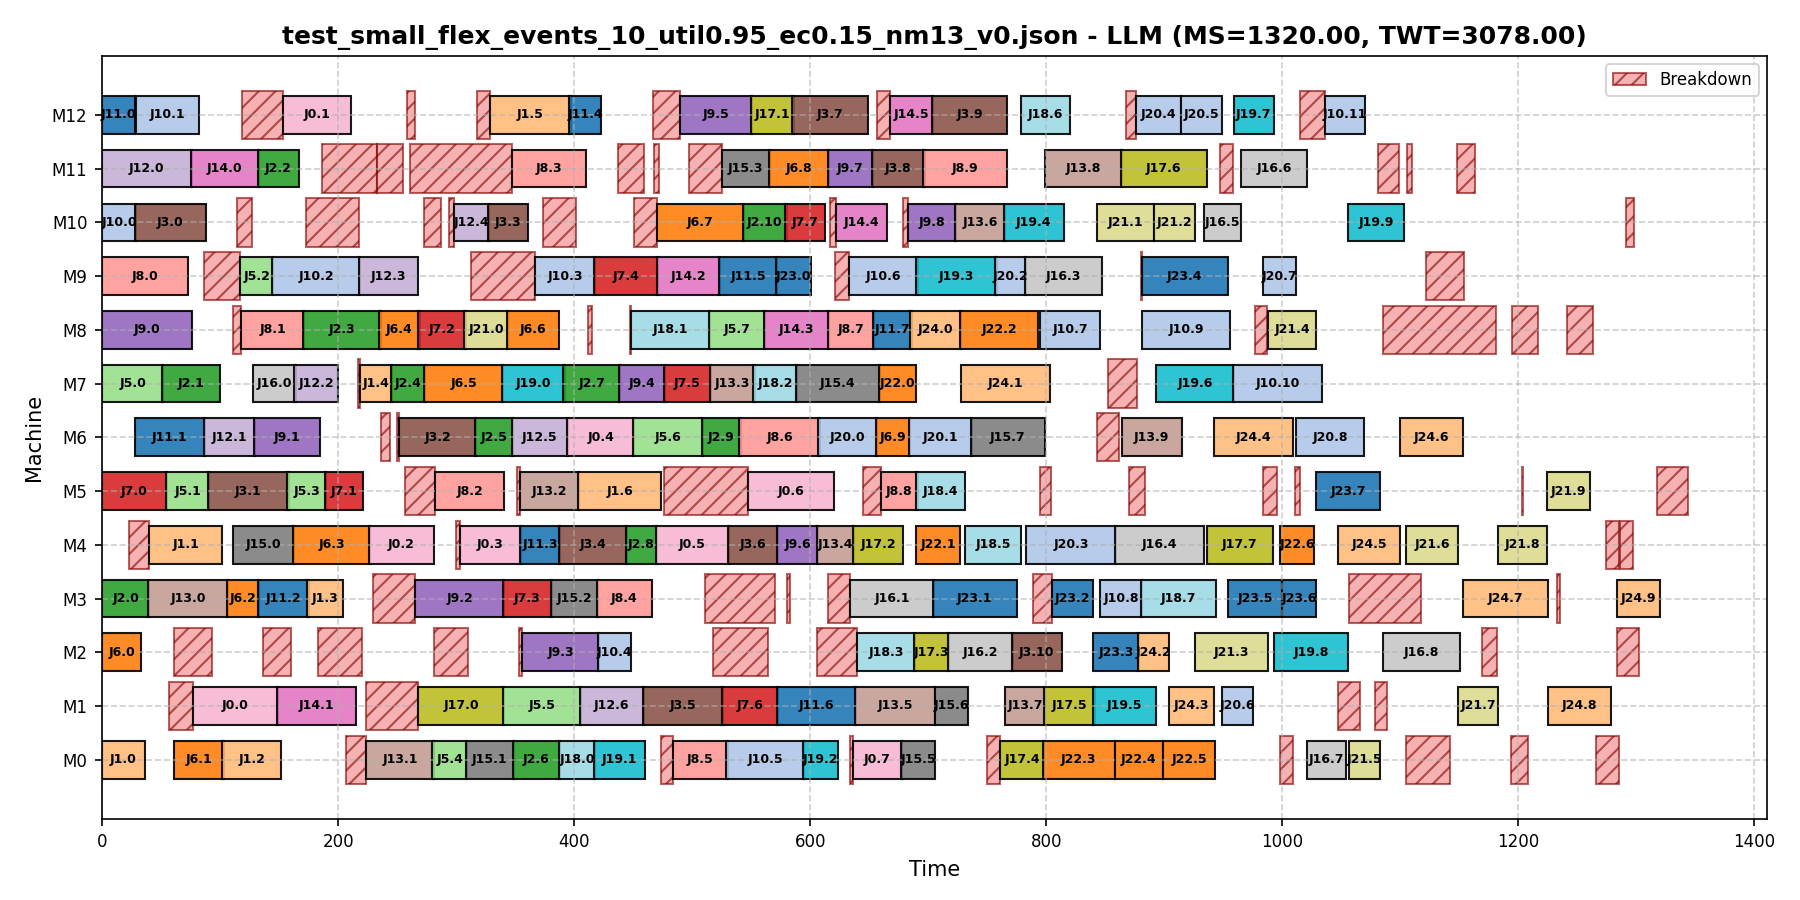 test_small_flex_events_10_util0.95_ec0.15_nm13_v0.json - LLM (MS=1320.00, TWT=3078.00)
Breakdown
M12 J11.0 J10.1 J0.1 J1.5 J11.4 J9.5 J17.1 J3.7 J14.5 J3.9 J18.6 J20.4 J20.5 J19.7 J10.11
M11 J12.0 J14.0 J2.2 J8.3 J15.3 J6.8 J9.7 J3.8 J8.9 J13.8 J17.6 J16.6
M10 J10.0 J3.0 J12.4 J3.3 J6.7 J2.10 J7.7 J14.4 J9.8 J13.6 J19.4 J21.1 J21.2 J16.5 J19.9
M9 J8.0 J5.2 J10.2 J12.3 J10.3 J7.4 J14.2 J11.5 J23.0 J10.6 J19.3 J20.2 J16.3 J23.4 J20.7
M8 J9.0 J8.1 J2.3 J6.4 J7.2 J21.0 J6.6 J18.1 J5.7 J14.3 J8.7 J11.7 J24.0 J22.2 J10.7 J10.9 J21.4
M7 J5.0 J2.1 J16.0 J12.2 J1.4 J2.4 J6.5 J19.0 J2.7 J9.4 J7.5 J13.3 J18.2 J15.4 J22.0 J24.1 J19.6 J10.10
M6 J11.1 J12.1 J9.1 J3.2 J2.5 J12.5 J0.4 J5.6 J2.9 J8.6 J20.0 J6.9 J20.1 J15.7 J13.9 J24.4 J20.8 J24.6
M5 J7.0 J5.1 J3.1 J5.3 J7.1 J8.2 J13.2 J1.6 J0.6 J8.8 J18.4 J23.7 J21.9
M4 J1.1 J15.0 J6.3 J0.2 J0.3 J11.3 J3.4 J2.8 J0.5 J3.6 J9.6 J13.4 J17.2 J22.1 J18.5 J20.3 J16.4 J17.7 J22.6 J24.5 J21.6 J21.8
M3 J2.0 J13.0 J6.2 J11.2 J1.3 J9.2 J7.3 J15.2 J8.4 J16.1 J23.1 J23.2 J10.8 J18.7 J23.5 J23.6 J24.7 J24.9
M2 J6.0 J9.3 J10.4 J18.3 J17.3 J16.2 J3.10 J23.3 J24.2 J21.3 J19.8 J16.8
M1 J0.0 J14.1 J17.0 J5.5 J12.6 J3.5 J7.6 J11.6 J13.5 J15.6 J13.7 J17.5 J19.5 J24.3 J20.6 J21.7 J24.8
M0 J1.0 J6.1 J1.2 J13.1 J5.4 J15.1 J2.6 J18.0 J19.1 J8.5 J10.5 J19.2 J0.7 J15.5 J17.4 J22.3 J22.4 J22.5 J16.7 J21.5
Machine
0 200 400 600 800 1000 1200 1400
Time